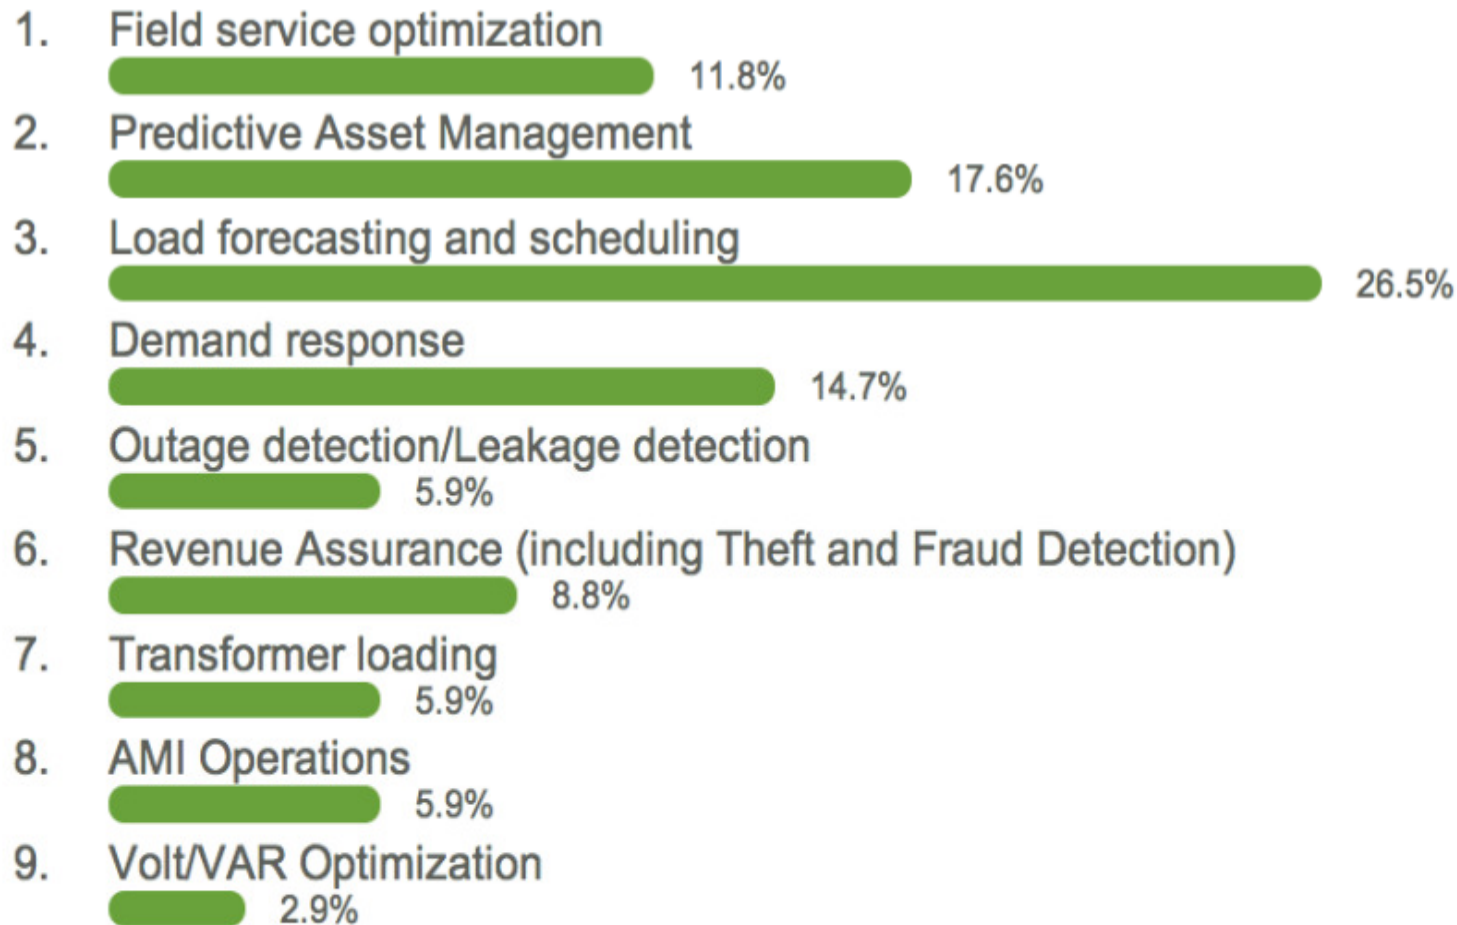 1. Field service optimization
11.8%
2. Predictive Asset Management
17.6%
3. Load forecasting and scheduling
26.5%
4. Demand response
14.7%
5. Outage detection/Leakage detection
5.9%
6. Revenue Assurance (including Theft and Fraud Detection)
8.8%
7. Transformer loading
5.9%
8. AMI Operations
5.9%
9. Volt/VAR Optimization
2.9%